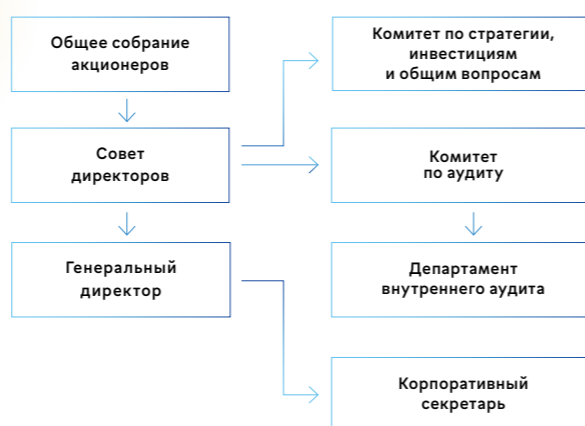 Общее собрание
акционеров
Комитет по стратегии,
инвестициям
и общим вопросам
Совет
директоров
Комитет
по аудиту
Генеральный
директор
Департамент
внутреннего аудита
Корпоративный
секретарь